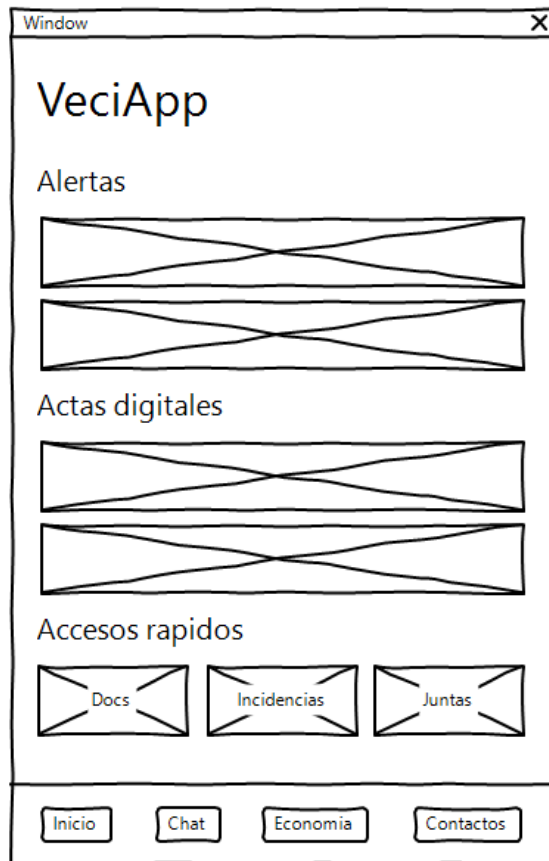 Window
VeciApp
Alertas
Actas digitales
Accesos rapidos
Docs Incidencias Juntas
Inicio Chat Economia Contactos